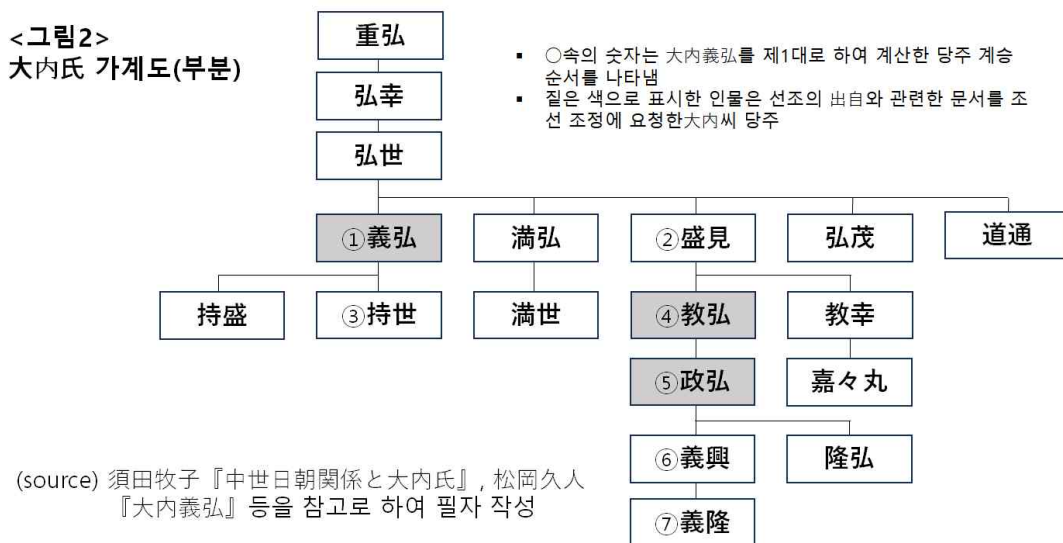 <그림2>
大内氏 가계도(부분)
▪ ○속의 숫자는 大内義弘를 제1대로 하여 계산한 당주 계승
순서를 나타냄
▪ 짙은 색으로 표시한 인물은 선조의 出自와 관련한 문서를 조
선 조정에 요청한大内씨 당주
重弘
弘幸
弘世
①義弘
満弘
②盛見
弘茂
道通
持盛
③持世
満世
④教弘
教幸
⑤政弘
嘉々丸
⑥義興
隆弘
⑦義隆
(source) 須田牧子『中世日朝関係と大内氏』, 松岡久人
『大内義弘』등을 참고로 하여 필자 작성